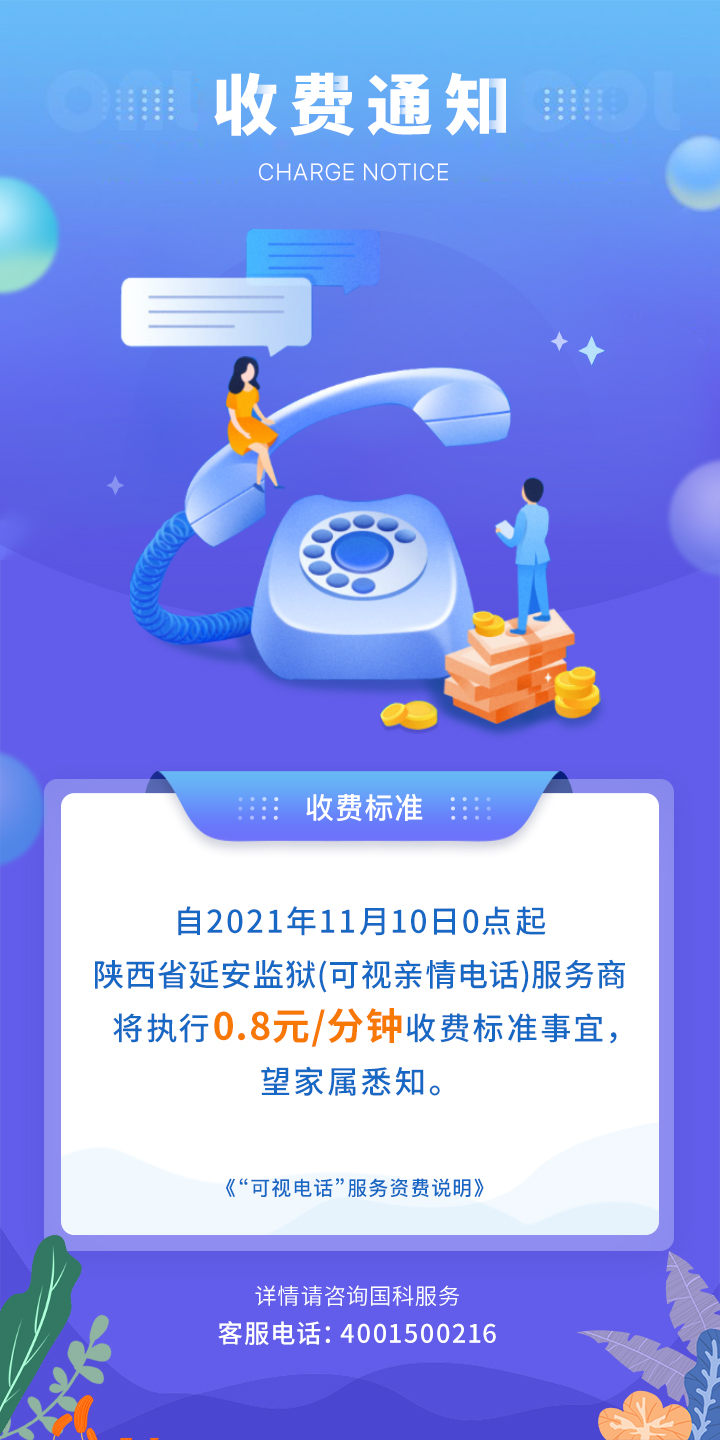 收费通知
CHARGE NOTICE
收费标准
自2021年11月10日0点起
陕西省延安监狱(可视亲情电话)服务商
将执行0.8元/分钟收费标准事宜，
望家属悉知。
《“可视电话”服务资费说明》
详情请咨询国科服务
客服电话：4001500216